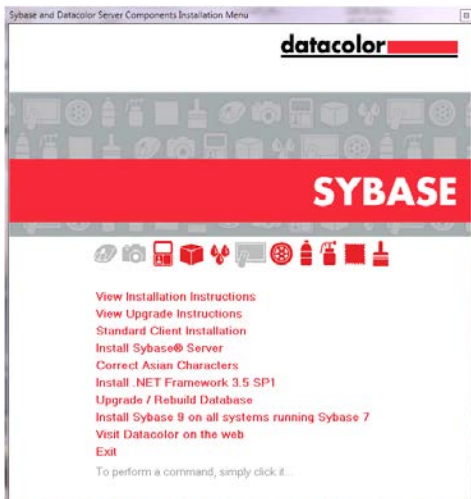 Sybase and Datacolor Server Components Installation Menu
datacolor
SYBASE
View Installation Instructions
View Upgrade Instructions
Standard Client Installation
Install Sybase® Server
Correct Asian Characters
Install .NET Framework 3.5 SP1
Upgrade / Rebuild Database
Install Sybase 9 on all systems running Sybase 7
Visit Datacolor on the web
Exit
To perform a command, simply click it...